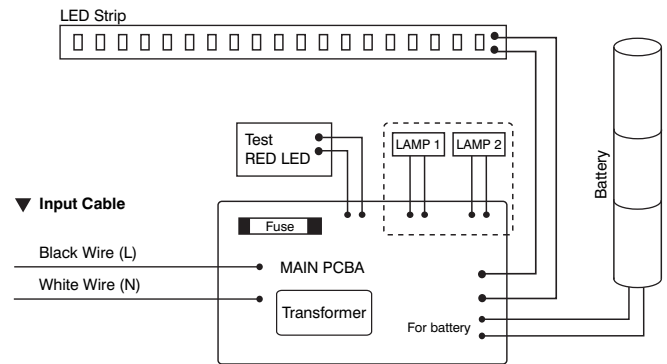 LED Strip
Test
RED LED
LAMP 1
LAMP 2
Battery
▼ Input Cable
Fuse
Black Wire (L)
MAIN PCBA
White Wire (N)
Transformer
For battery